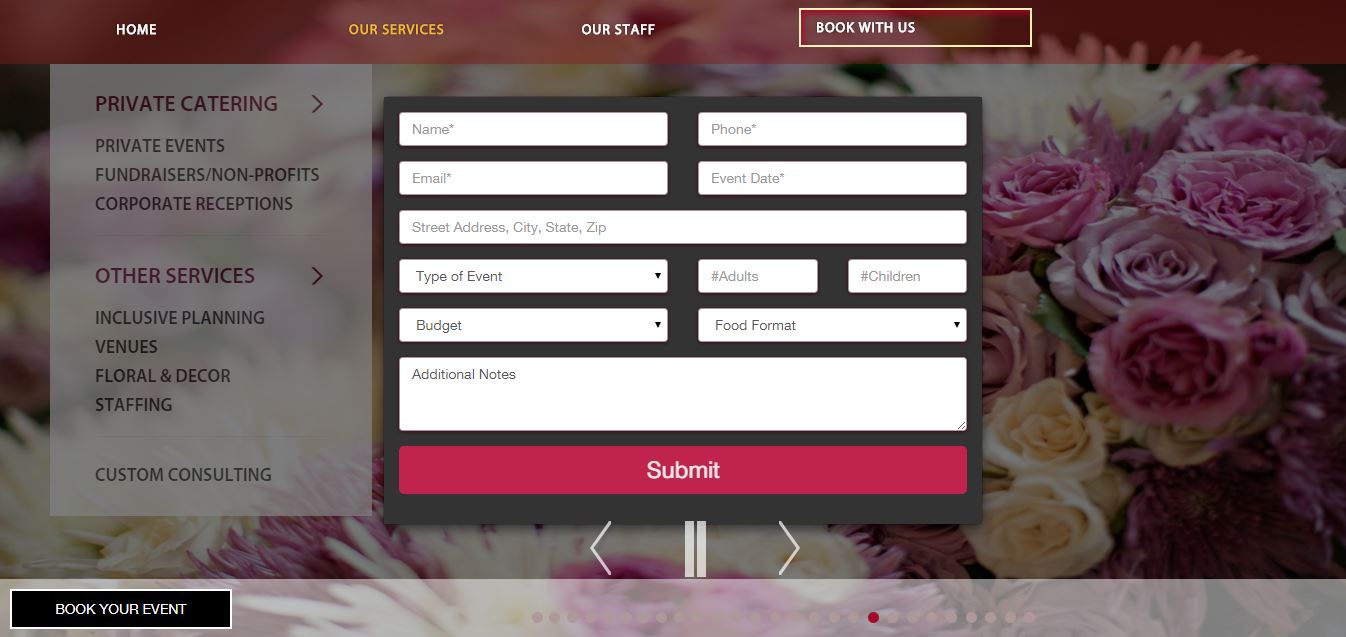 HOME
OUR SERVICES
OUR STAFF
BOOK WITH US
PRIVATE CATERING
PRIVATE EVENTS
FUNDRAISERS/NON-PROFITS
CORPORATE RECEPTIONS
OTHER SERVICES
INCLUSIVE PLANNING
VENUES
FLORAL & DECOR
STAFFING
CUSTOM CONSULTING
Name*
Phone*
Email*
Event Date*
Street Address, City, State, Zip
Type of Event
#Adults
#Children
Budget
Food Format
Additional Notes
Submit
BOOK YOUR EVENT